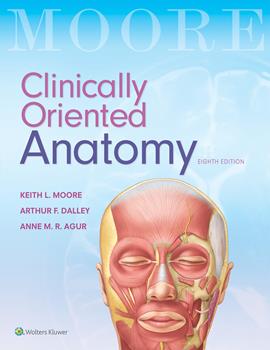 MOORE
Clinically
Oriented
Anatomy
EIGHTH EDITION
KEITH L. MOORE
ARTHUR F. DALLEY
ANNE M. R. AGUR
Wolters Kluwer